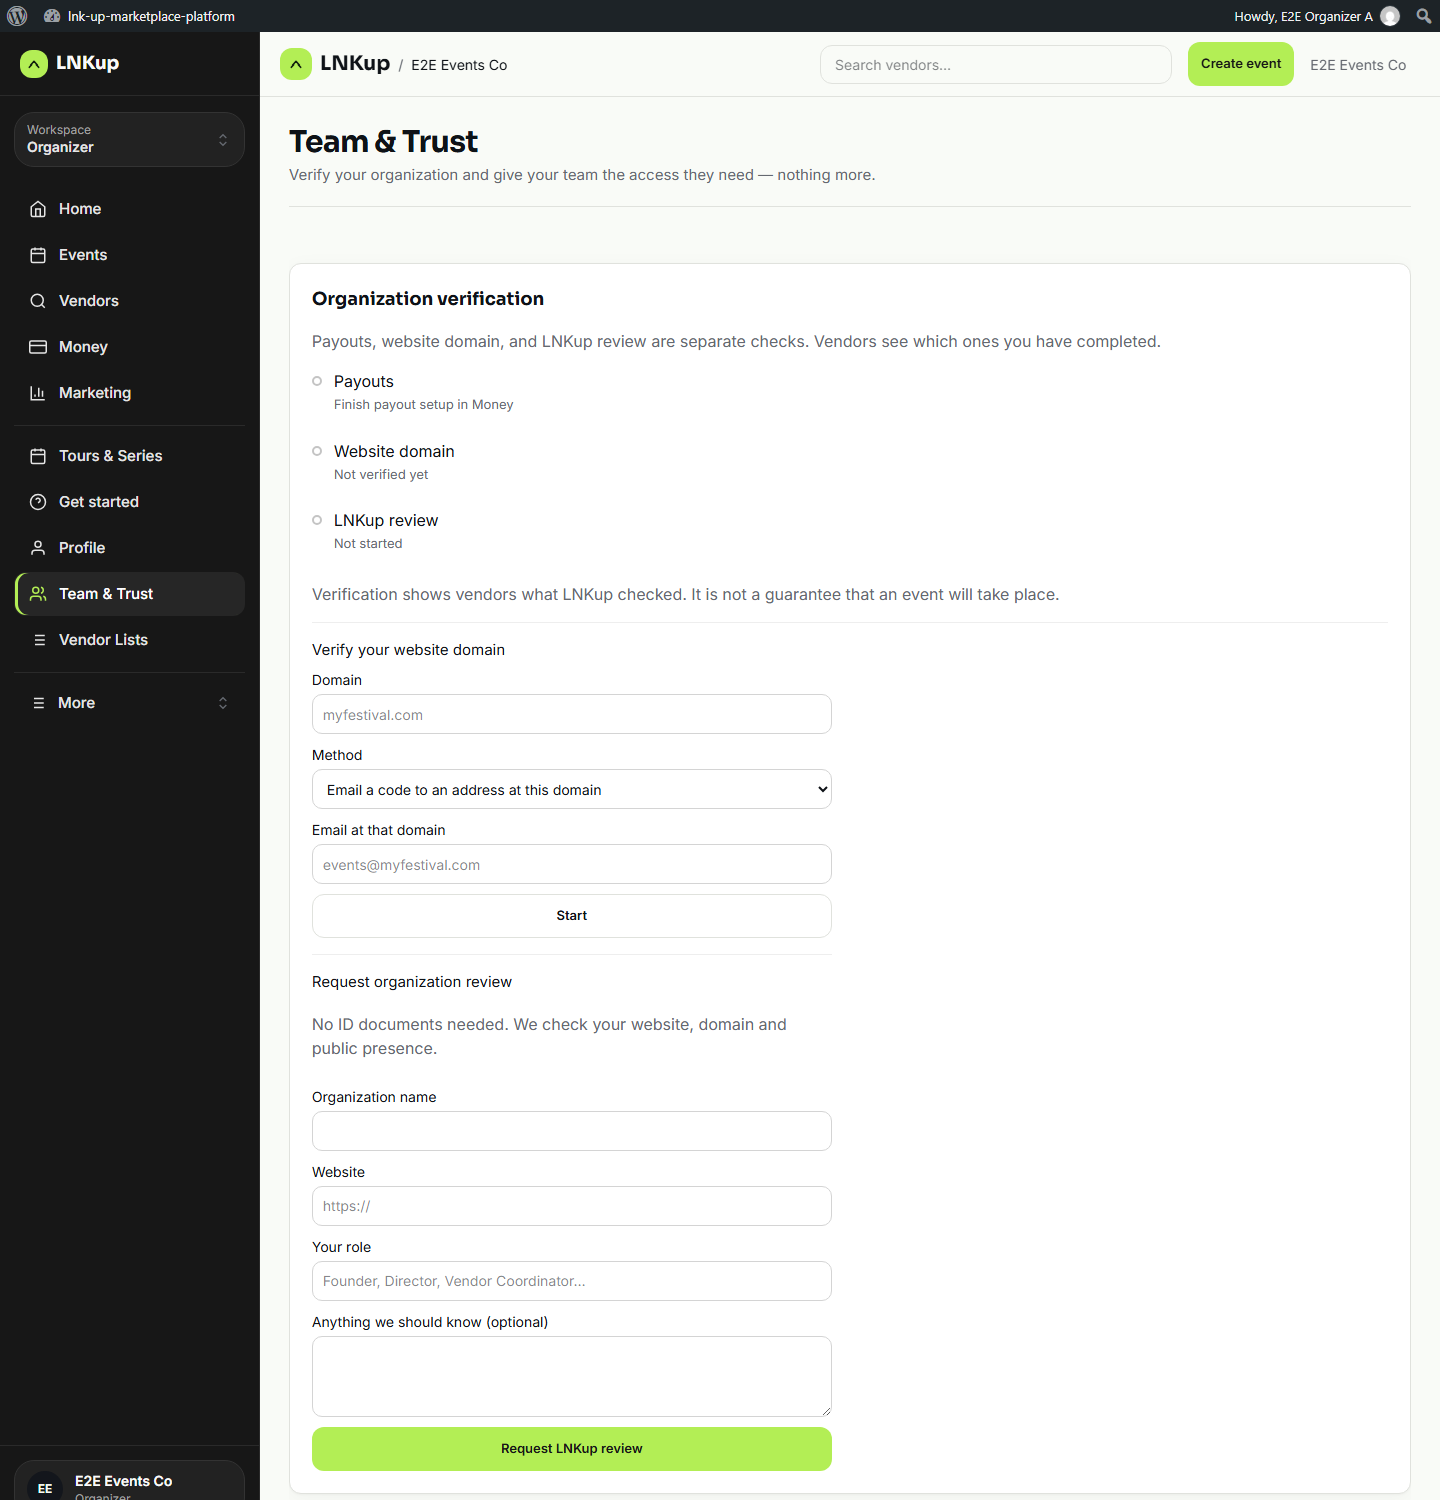 lnk-up-marketplace-platform
Howdy, E2E Organizer A
LNKup
Workspace
Organizer
Home
Events
Vendors
Money
Marketing
Tours & Series
Get started
Profile
Team & Trust
Vendor Lists
More
EE
E2E Events Co
Organizer
LNKup / E2E Events Co
Search vendors...
Create event
E2E Events Co
Team & Trust
Verify your organization and give your team the access they need — nothing more.
Organization verification
Payouts, website domain, and LNKup review are separate checks. Vendors see which ones you have completed.
Payouts
Finish payout setup in Money
Website domain
Not verified yet
LNKup review
Not started
Verification shows vendors what LNKup checked. It is not a guarantee that an event will take place.
Verify your website domain
Domain
myfestival.com
Method
Email a code to an address at this domain
Email at that domain
events@myfestival.com
Start
Request organization review
No ID documents needed. We check your website, domain and
public presence.
Organization name
Website
https://
Your role
Founder, Director, Vendor Coordinator...
Anything we should know (optional)
Request LNKup review